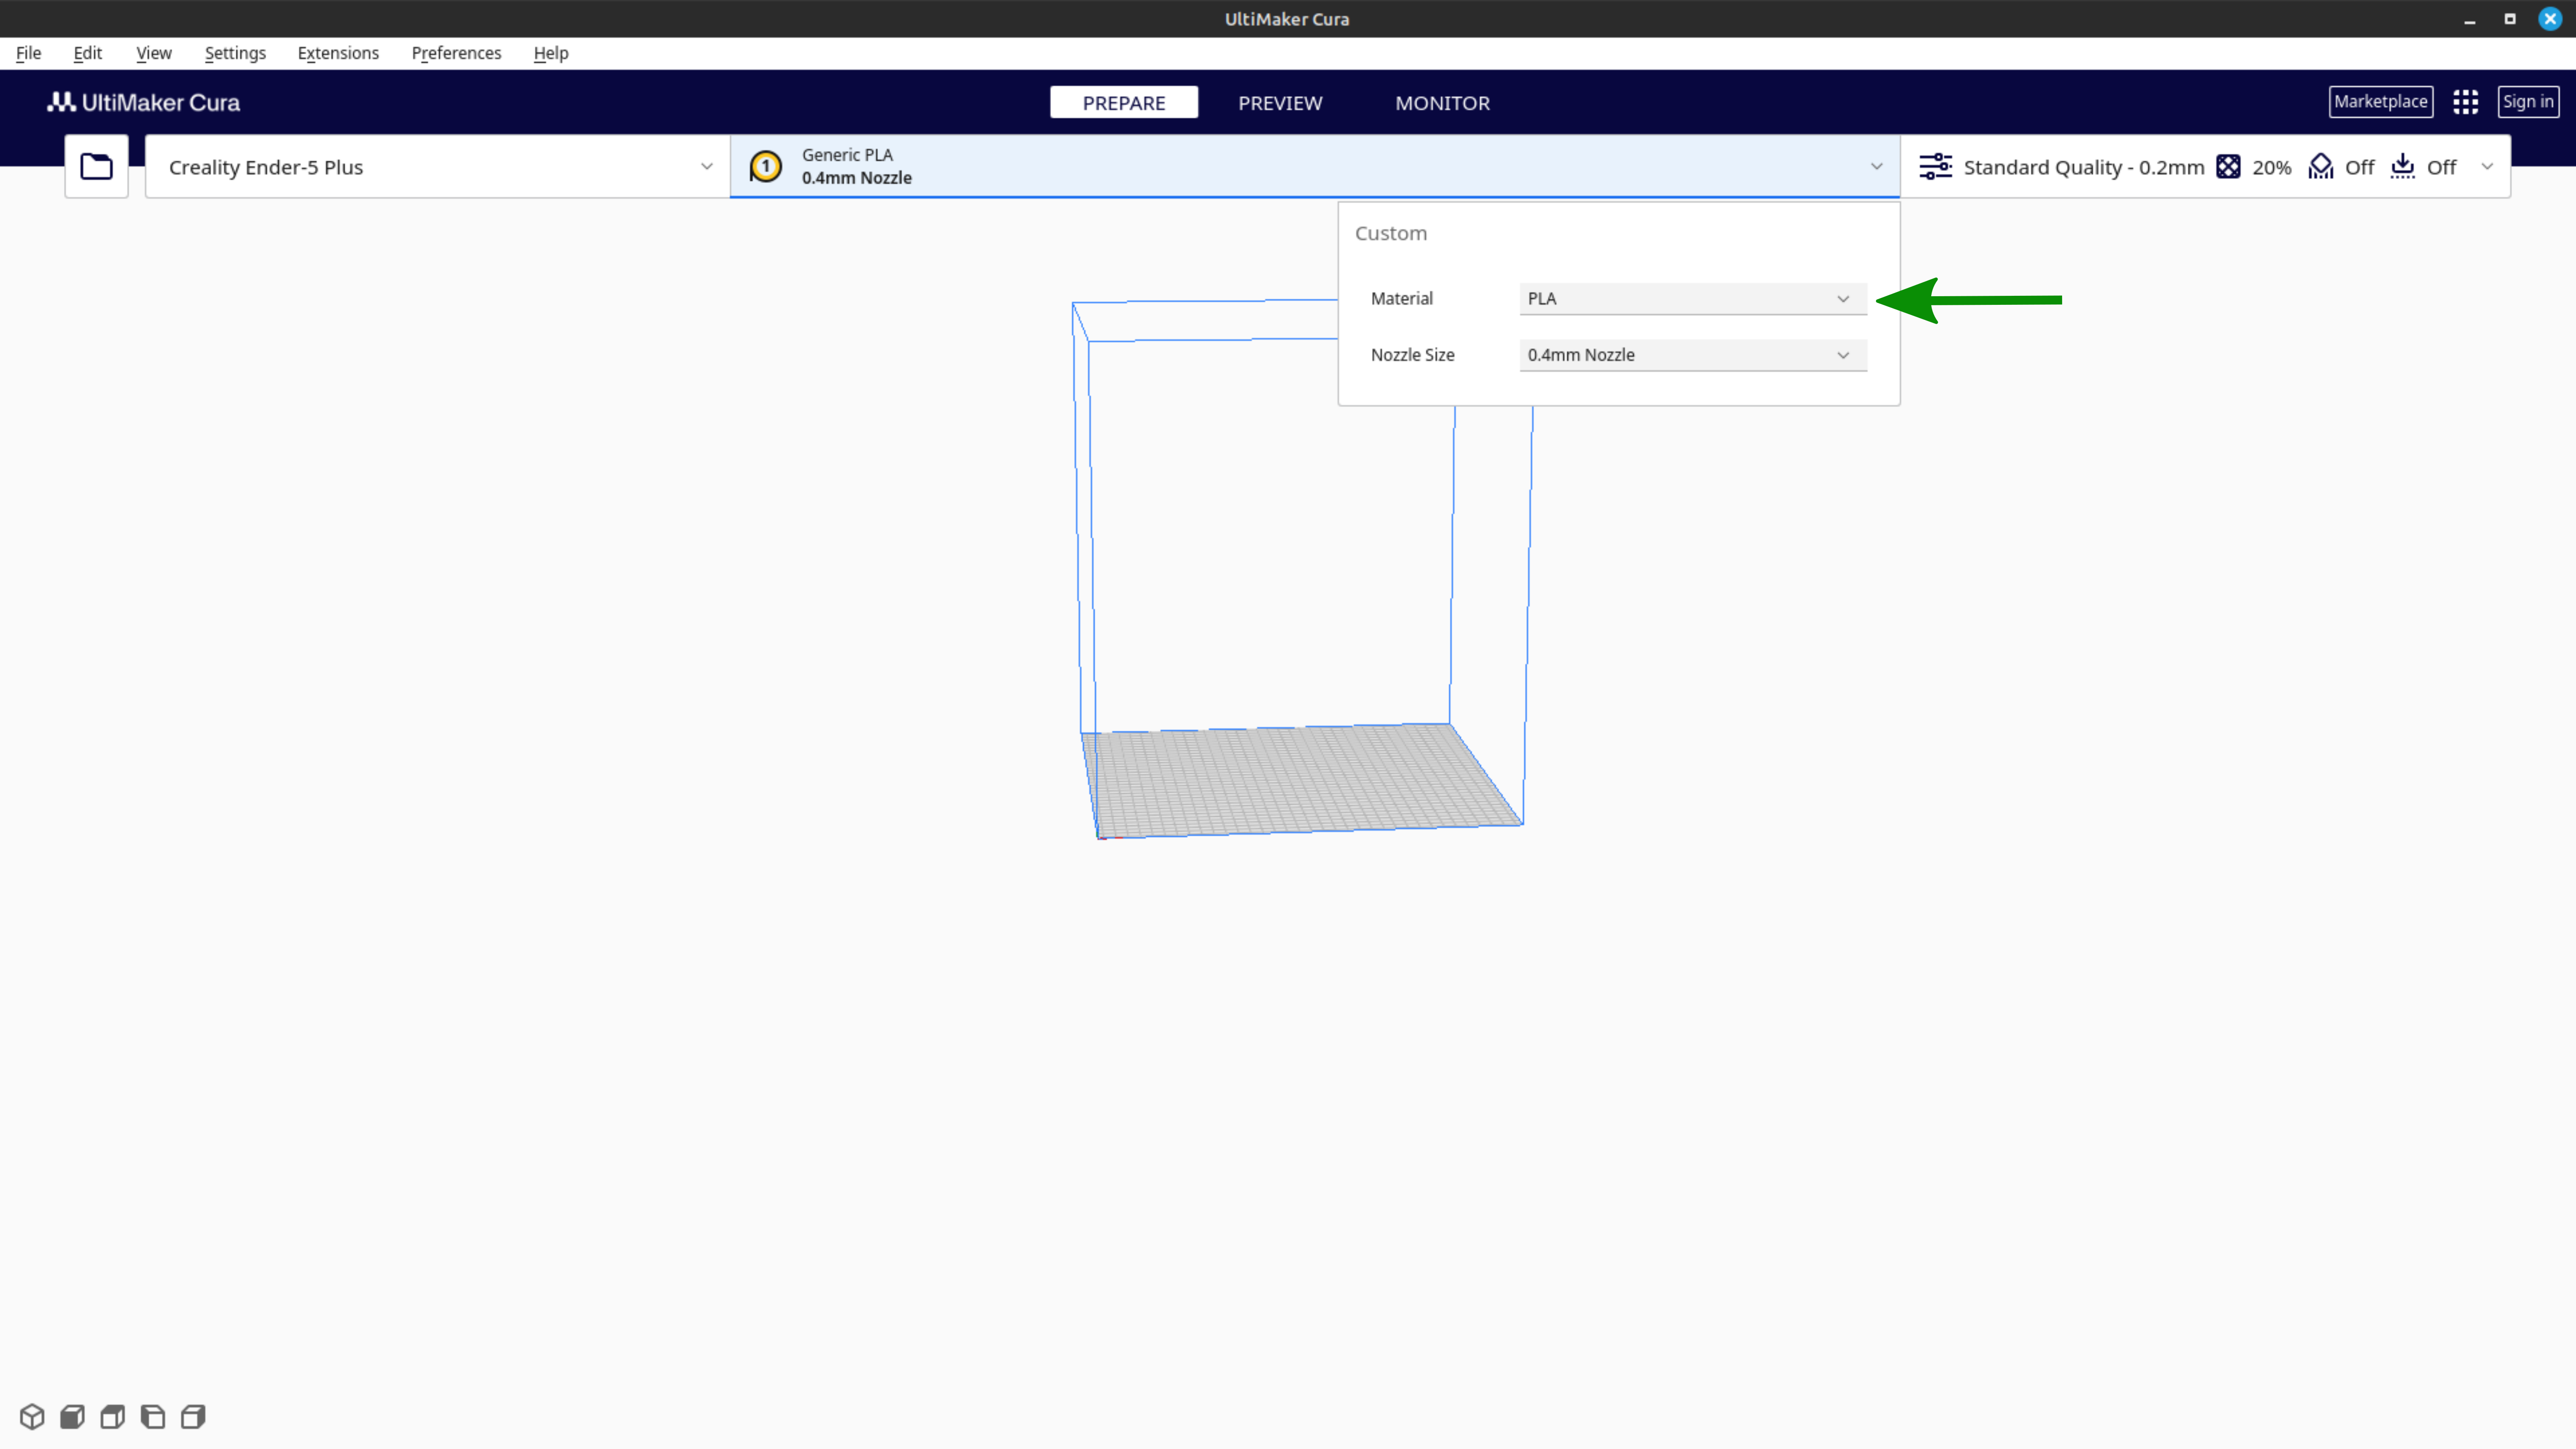 UltiMaker Cura
File Edit View Settings Extensions Preferences Help
UltiMaker Cura PREPARE PREVIEW MONITOR Marketplace Sign in
Creality Ender-5 Plus
1
Generic PLA
0.4mm Nozzle
Standard Quality - 0.2mm 20% Off Off
Custom
Material PLA
Nozzle Size 0.4mm Nozzle